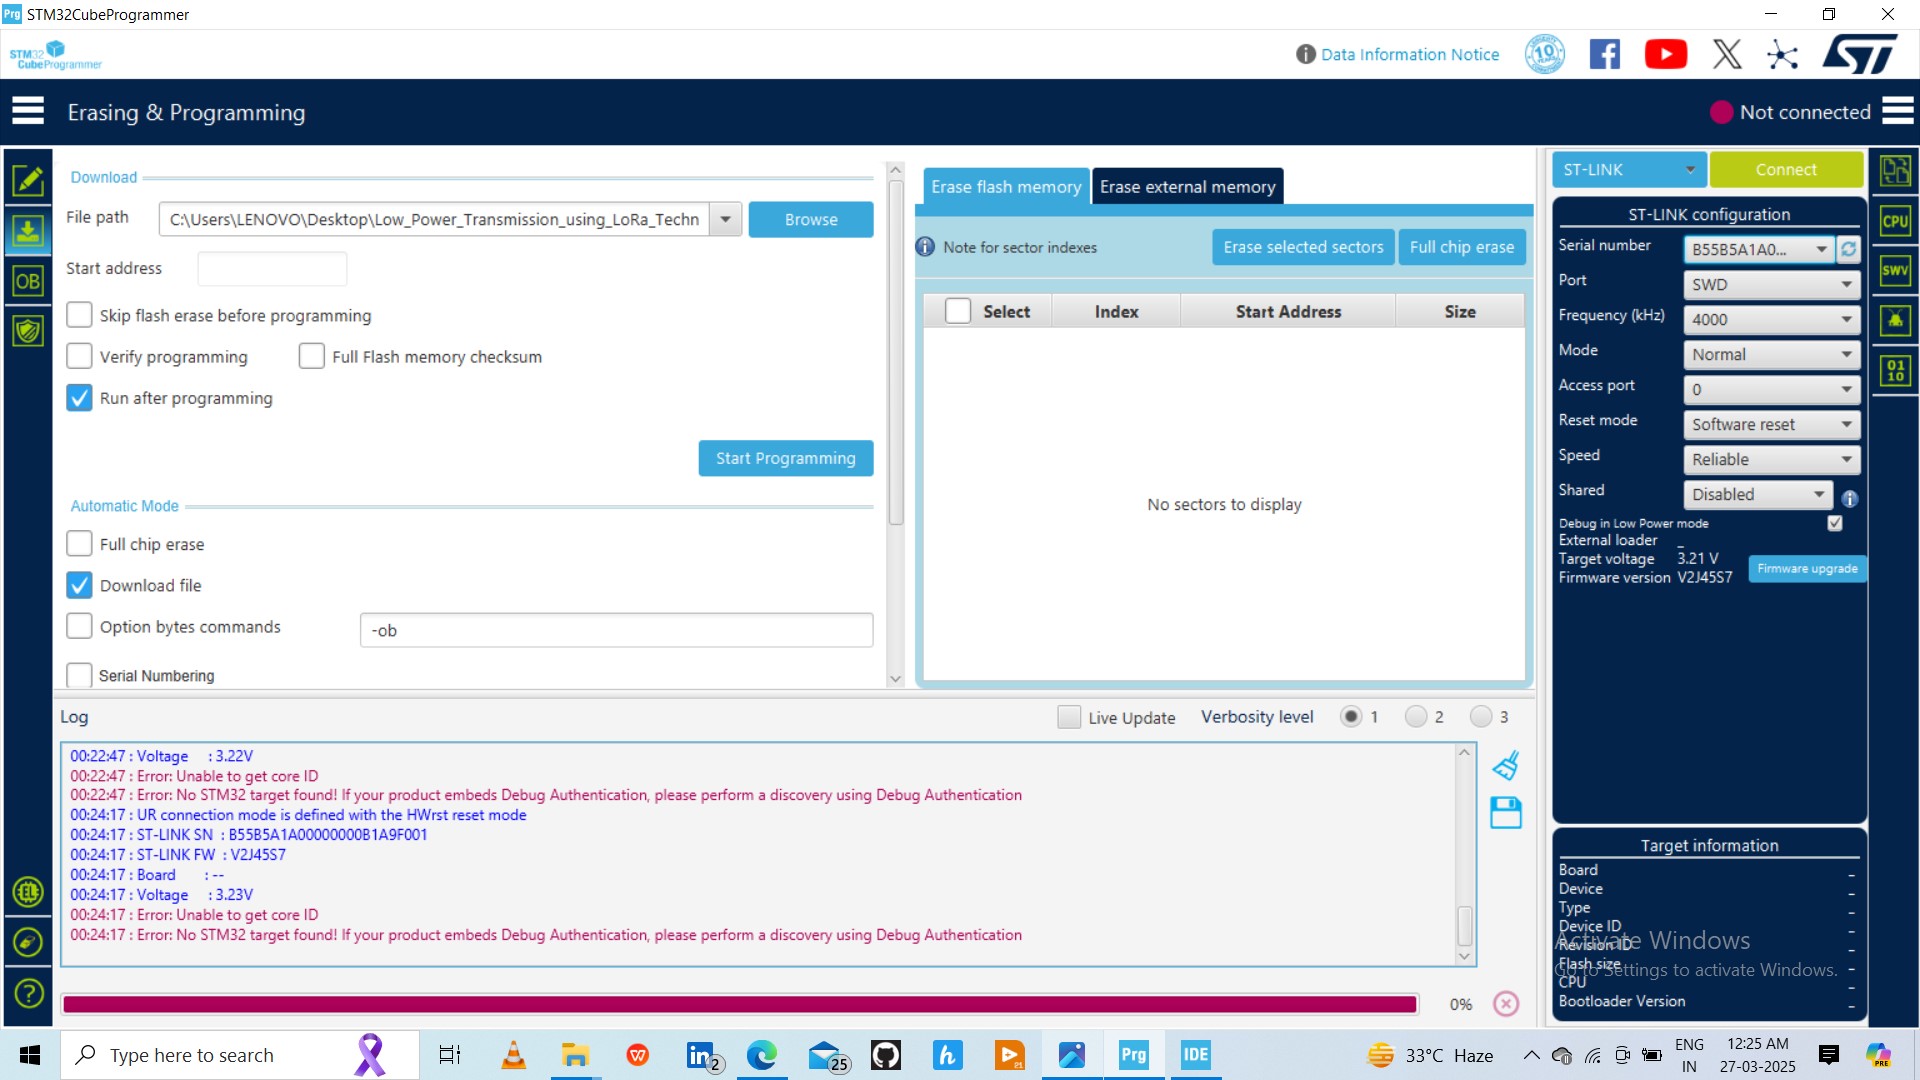 Prg STM32CubeProgrammer
STM32
CubeProgrammer
Data Information Notice
10
ST
Erasing & Programming
Not connected
Download
File path
C:\Users\LENOVO\Desktop\Low_Power_Transmission_using_LoRa_Techn
Browse
Start address
Skip flash erase before programming
Verify programming
Full Flash memory checksum
Run after programming
Start Programming
Automatic Mode
Full chip erase
Download file
Option bytes commands
-ob
Serial Numbering
OB
Erase flash memory
Erase external memory
Note for sector indexes
Erase selected sectors
Full chip erase
Select
Index
Start Address
Size
No sectors to display
ST-LINK
Connect
ST-LINK configuration
Serial number
B55B5A1A0...
Port
SWD
Frequency (kHz)
4000
Mode
Normal
Access port
0
Reset mode
Software reset
Speed
Reliable
Shared
Disabled
Debug in Low Power mode
External loader _
Target voltage 3.21 V
Firmware version V2J45S7
Firmware upgrade
CPU
SWV
01
10
Log
Live Update
Verbosity level
1
2
3
00:22:47 : Voltage : 3.22V
00:22:47 : Error: Unable to get core ID
00:22:47 : Error: No STM32 target found! If your product embeds Debug Authentication, please perform a discovery using Debug Authentication
00:24:17 : UR connection mode is defined with the HWrst reset mode
00:24:17 : ST-LINK SN : B55B5A1A00000000B1A9F001
00:24:17 : ST-LINK FW : V2J45S7
00:24:17 : Board : --
00:24:17 : Voltage : 3.23V
00:24:17 : Error: Unable to get core ID
00:24:17 : Error: No STM32 target found! If your product embeds Debug Authentication, please perform a discovery using Debug Authentication
0%
Target information
Board _
Device _
Type _
Device ID _
Revision ID _
Flash size _
CPU _
Bootloader Version _
Activate Windows
Go to Settings to activate Windows.
Type here to search
in 2
25
h
21
Prg
IDE
33°C Haze
ENG
IN
12:25 AM
27-03-2025
PRE